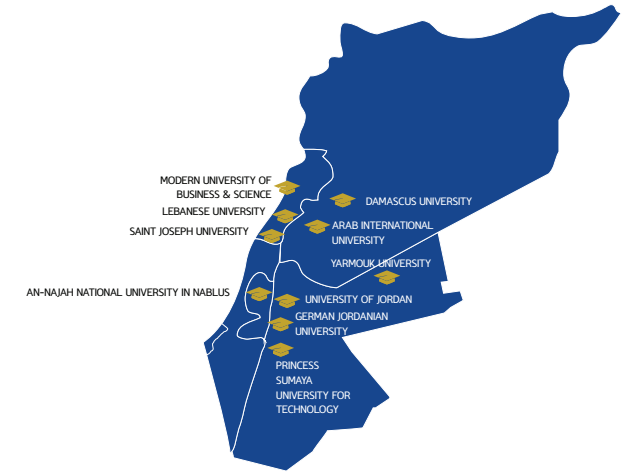 MODERN UNIVERSITY OF
BUSINESS & SCIENCE
DAMASCUS UNIVERSITY
LEBANESE UNIVERSITY
ARAB INTERNATIONAL
UNIVERSITY
SAINT JOSEPH UNIVERSITY
YARMOUK UNIVERSITY
AN-NAJAH NATIONAL UNIVERSITY IN NABLUS
UNIVERSITY OF JORDAN
GERMAN JORDANIAN
UNIVERSITY
PRINCESS
SUMAYA
UNIVERSITY FOR
TECHNOLOGY